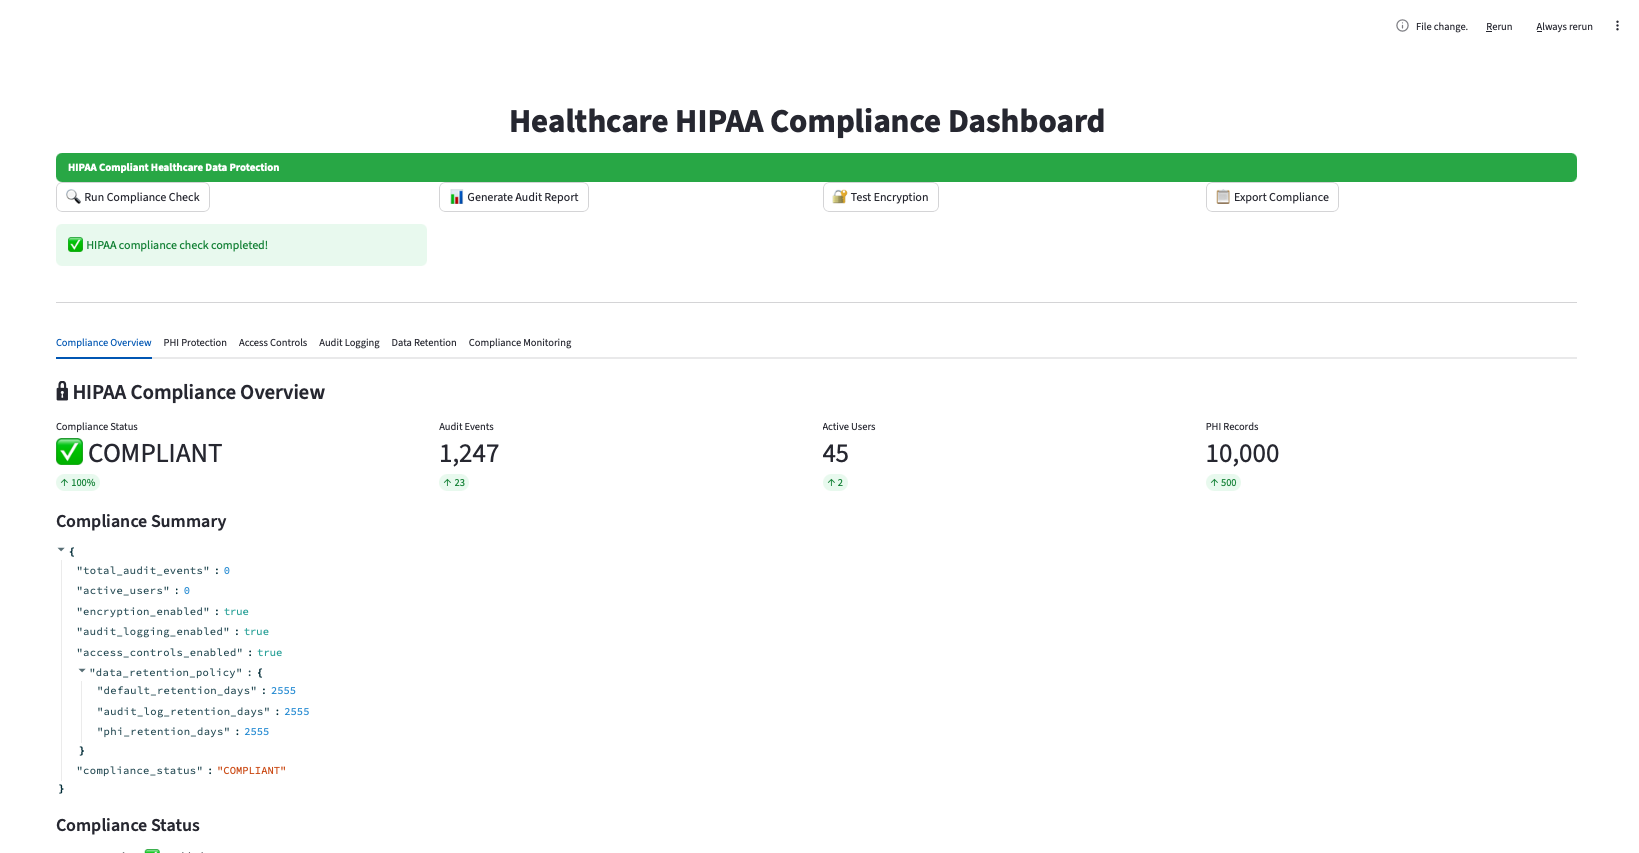 File change. Rerun Always rerun
Healthcare HIPAA Compliance Dashboard
HIPAA Compliant Healthcare Data Protection
Run Compliance Check Generate Audit Report Test Encryption Export Compliance
HIPAA compliance check completed!
Compliance Overview PHI Protection Access Controls Audit Logging Data Retention Compliance Monitoring
HIPAA Compliance Overview
Compliance Status Audit Events Active Users PHI Records
✅ COMPLIANT 1,247 45 10,000
↑ 100% ↑ 23 ↑ 2 ↑ 500
Compliance Summary
{
"total_audit_events" : 0
"active_users" : 0
"encryption_enabled" : true
"audit_logging_enabled" : true
"access_controls_enabled" : true
"data_retention_policy" : {
"default_retention_days" : 2555
"audit_log_retention_days" : 2555
"phi_retention_days" : 2555
}
"compliance_status" : "COMPLIANT"
}
Compliance Status